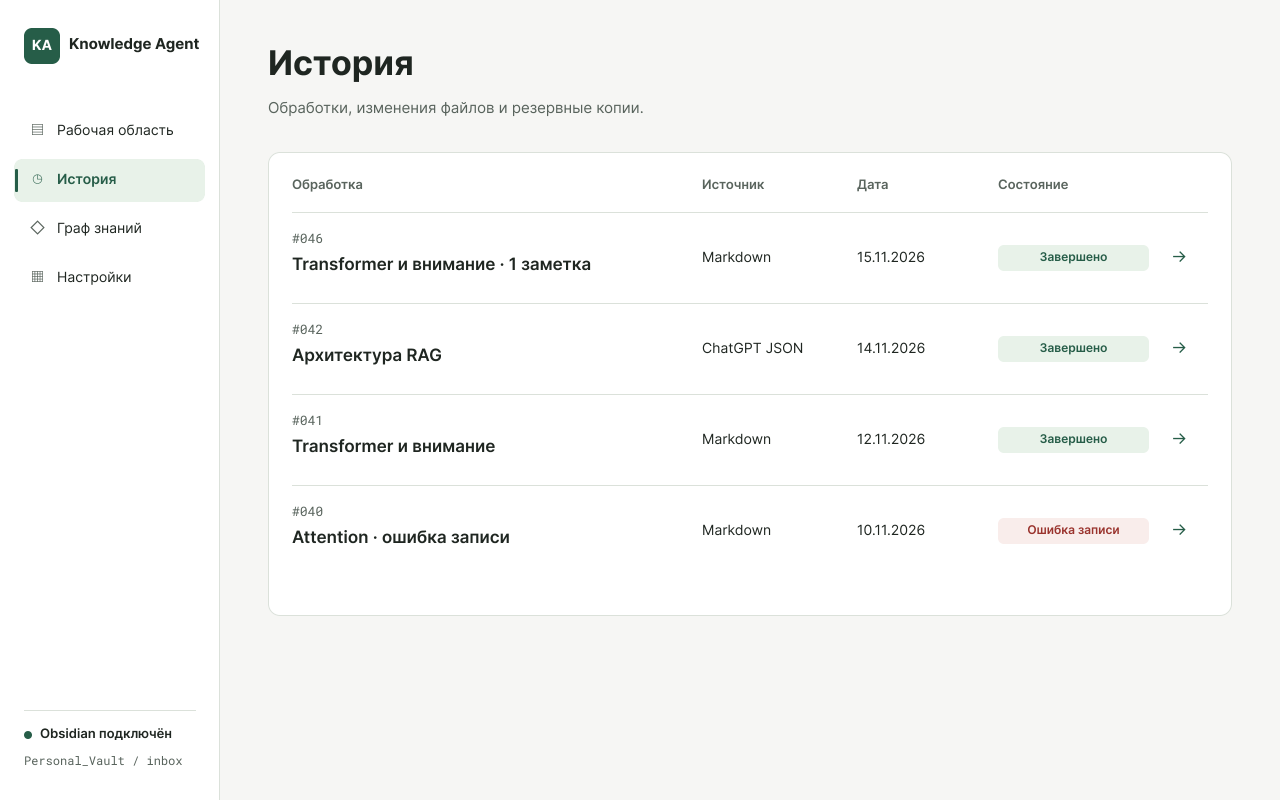 KA Knowledge Agent
Рабочая область
История
Граф знаний
Настройки
Obsidian подключён
Personal_Vault / inbox
История
Обработки, изменения файлов и резервные копии.
Обработка Источник Дата Состояние
#046
Transformer и внимание · 1 заметка Markdown 15.11.2026 Завершено →
#042
Архитектура RAG ChatGPT JSON 14.11.2026 Завершено →
#041
Transformer и внимание Markdown 12.11.2026 Завершено →
#040
Attention · ошибка записи Markdown 10.11.2026 Ошибка записи →